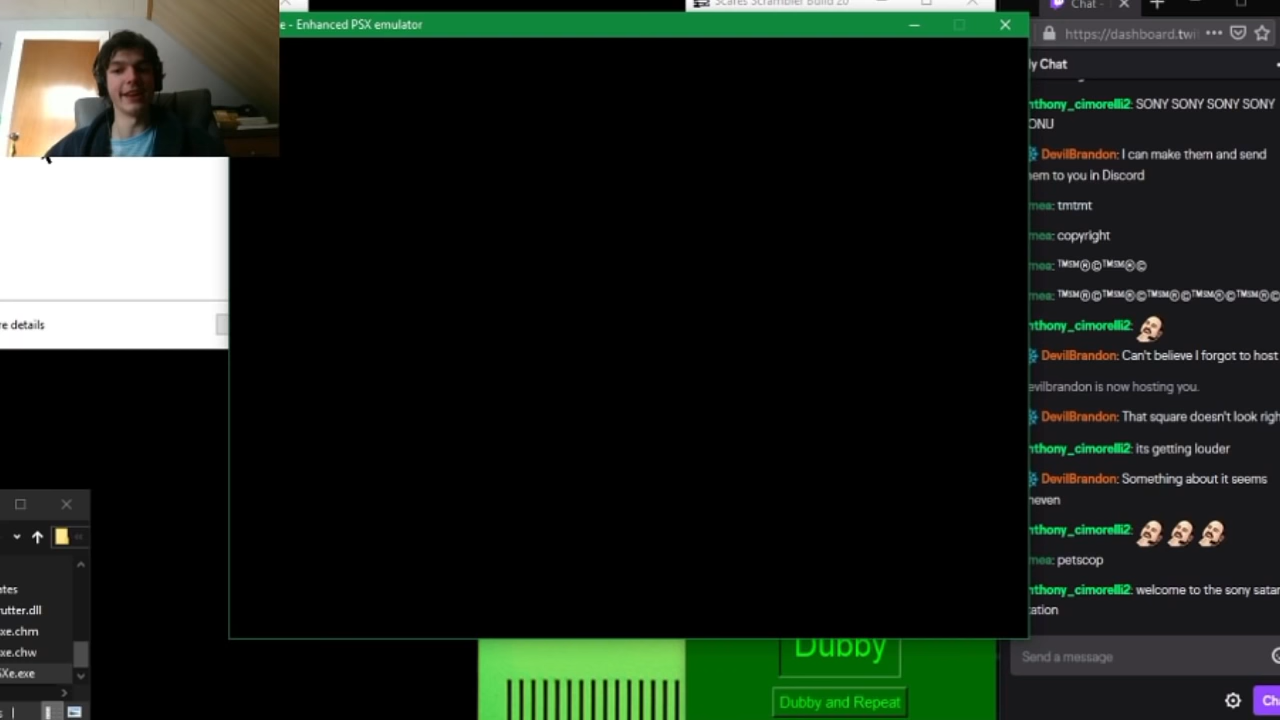 Scares Scrambler Build 20
e - Enhanced PSX emulator
Chat -
https://dashboard.twi
y Chat
nthony_cimorelli2: SONY SONY SONY SONY
ONU
DevilBrandon: I can make them and send
em to you in Discord
mea: tmtmt
mea: copyright
mea: ™℠®©™℠®©
mea: ™℠®©™℠®©™℠®©™℠®©™℠®©
nthony_cimorelli2:
DevilBrandon: Can't believe I forgot to host
evilbrandon is now hosting you.
DevilBrandon: That square doesn't look righ
nthony_cimorelli2: its getting louder
DevilBrandon: Something about it seems
neven
nthony_cimorelli2:
mea: petscop
nthony_cimorelli2: welcome to the sony satan
tation
Send a message
Ch
re details
ates
utter.dll
xe.chm
xe.chw
SXe.exe
Dubby
Dubby and Repeat